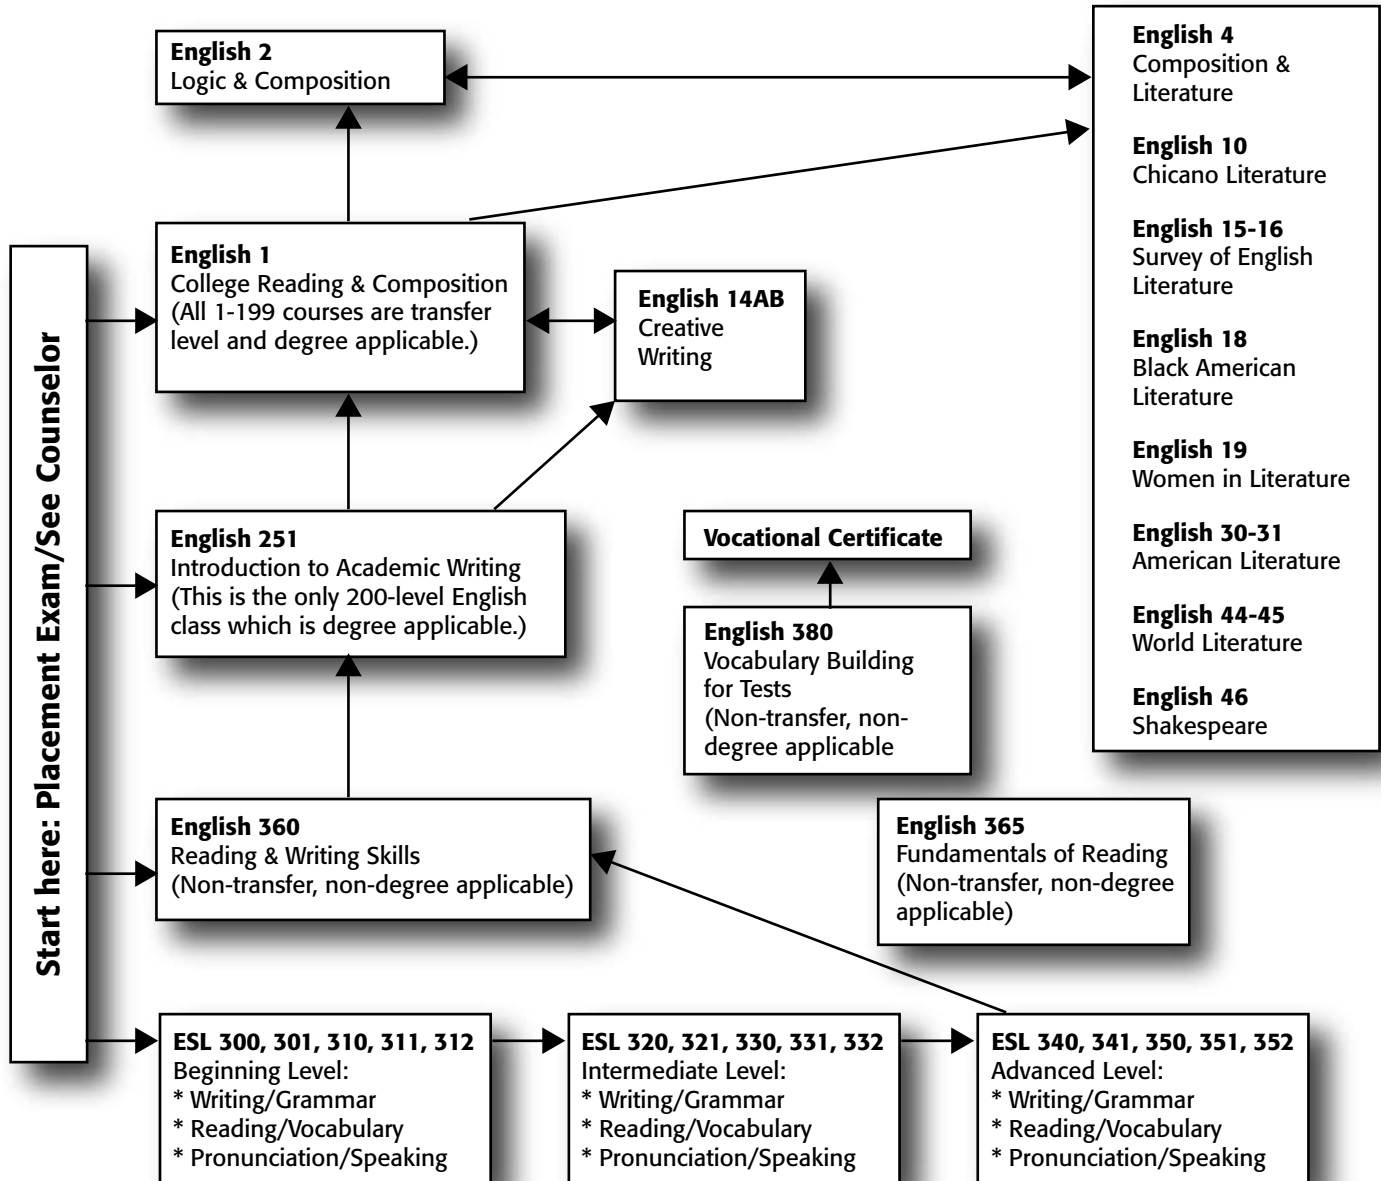 Start here: Placement Exam/See Counselor
English 2
Logic & Composition
English 1
College Reading & Composition
(All 1-199 courses are transfer
level and degree applicable.)
English 14AB
Creative
Writing
English 251
Introduction to Academic Writing
(This is the only 200-level English
class which is degree applicable.)
English 360
Reading & Writing Skills
(Non-transfer, non-degree applicable)
Vocational Certificate
English 380
Vocabulary Building
for Tests
(Non-transfer, non-
degree applicable
English 365
Fundamentals of Reading
(Non-transfer, non-degree
applicable)
English 4
Composition &
Literature
English 10
Chicano Literature
English 15-16
Survey of English
Literature
English 18
Black American
Literature
English 19
Women in Literature
English 30-31
American Literature
English 44-45
World Literature
English 46
Shakespeare
ESL 300, 301, 310, 311, 312
Beginning Level:
* Writing/Grammar
* Reading/Vocabulary
* Pronunciation/Speaking
ESL 320, 321, 330, 331, 332
Intermediate Level:
* Writing/Grammar
* Reading/Vocabulary
* Pronunciation/Speaking
ESL 340, 341, 350, 351, 352
Advanced Level:
* Writing/Grammar
* Reading/Vocabulary
* Pronunciation/Speaking